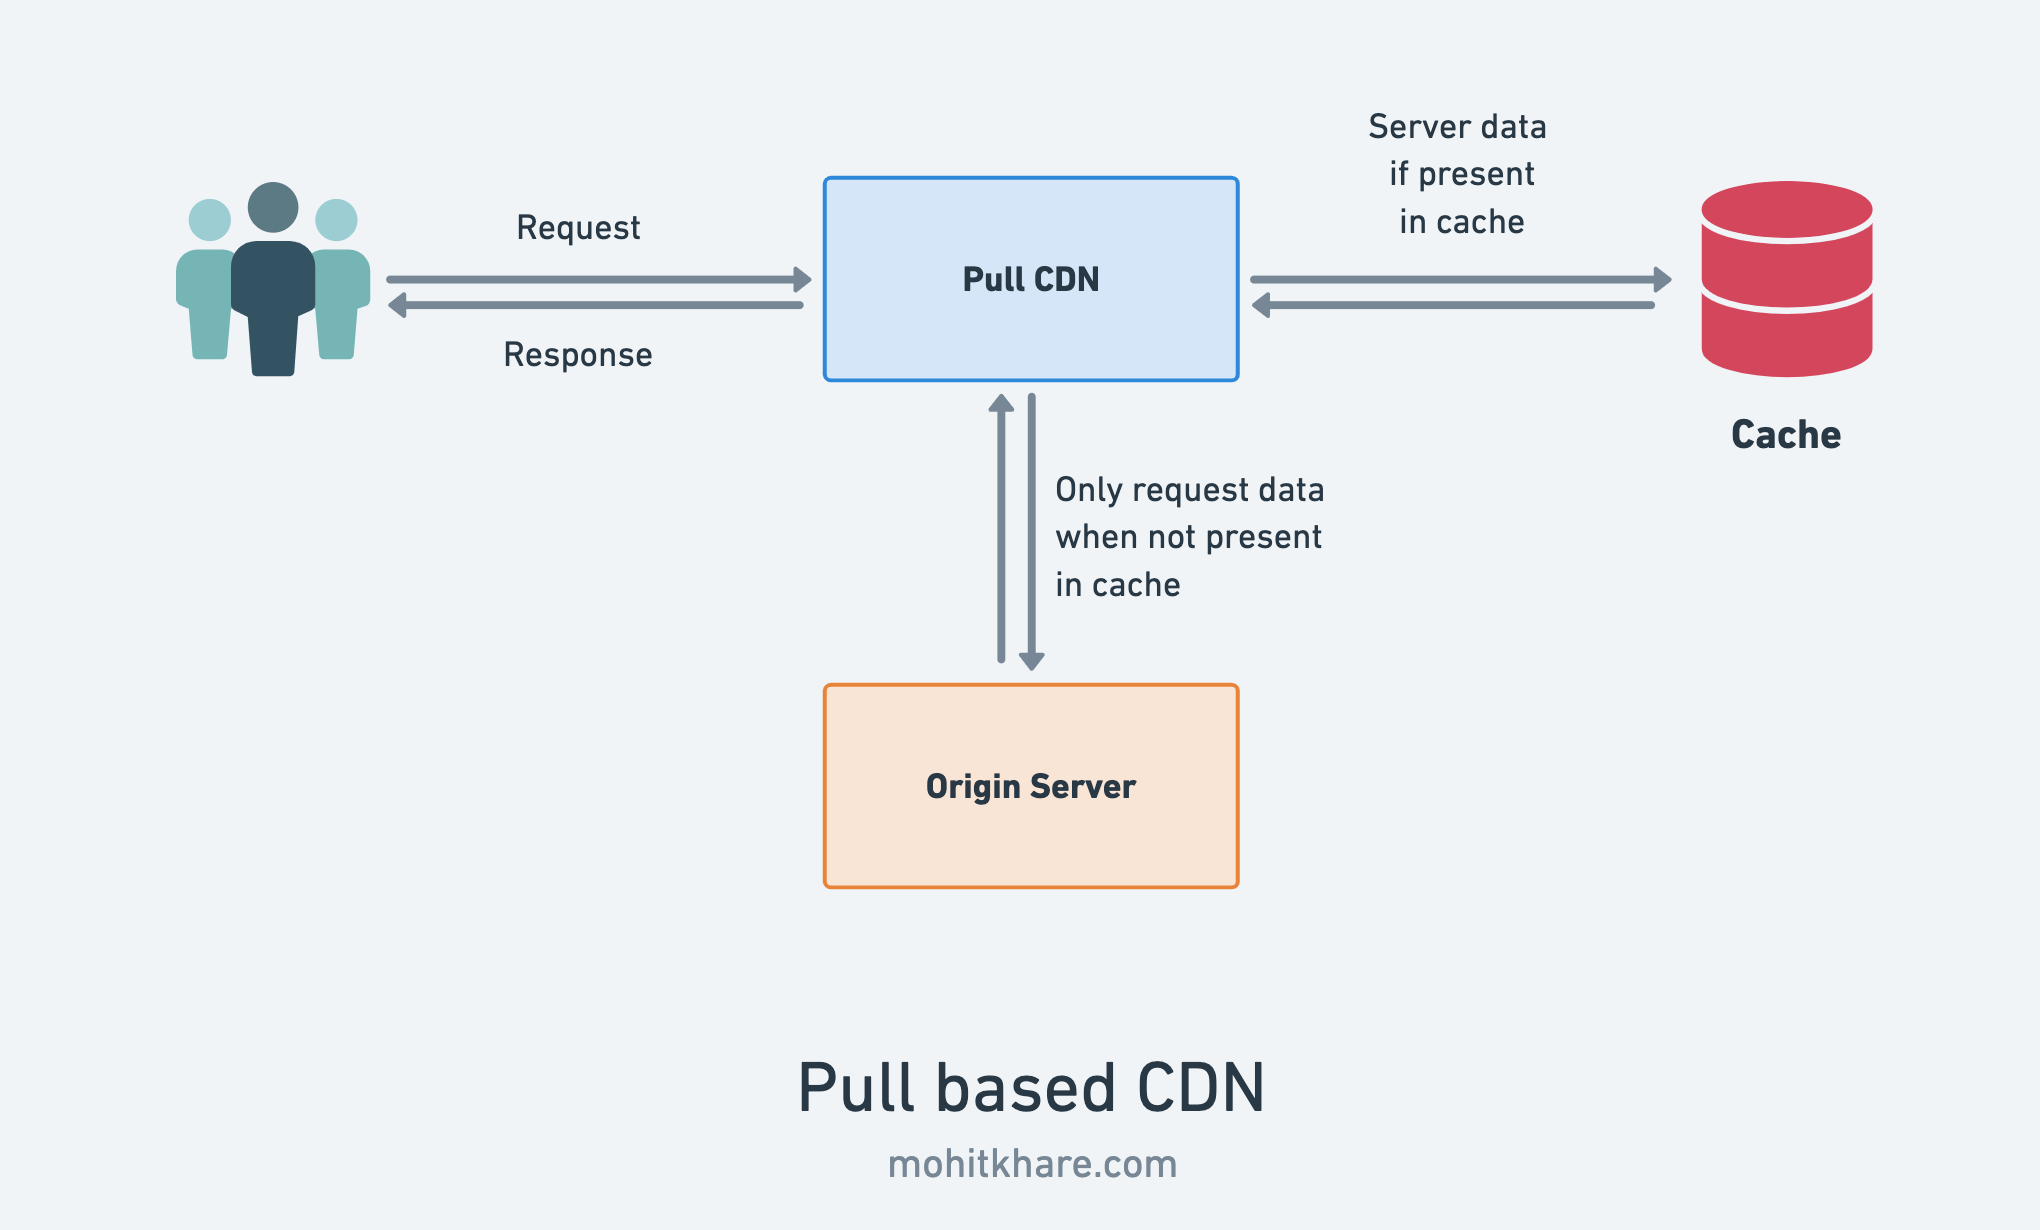 Request
Response
Pull CDN
Server data
if present
in cache
Cache
Only request data
when not present
in cache
Origin Server
Pull based CDN
mohitkhare.com